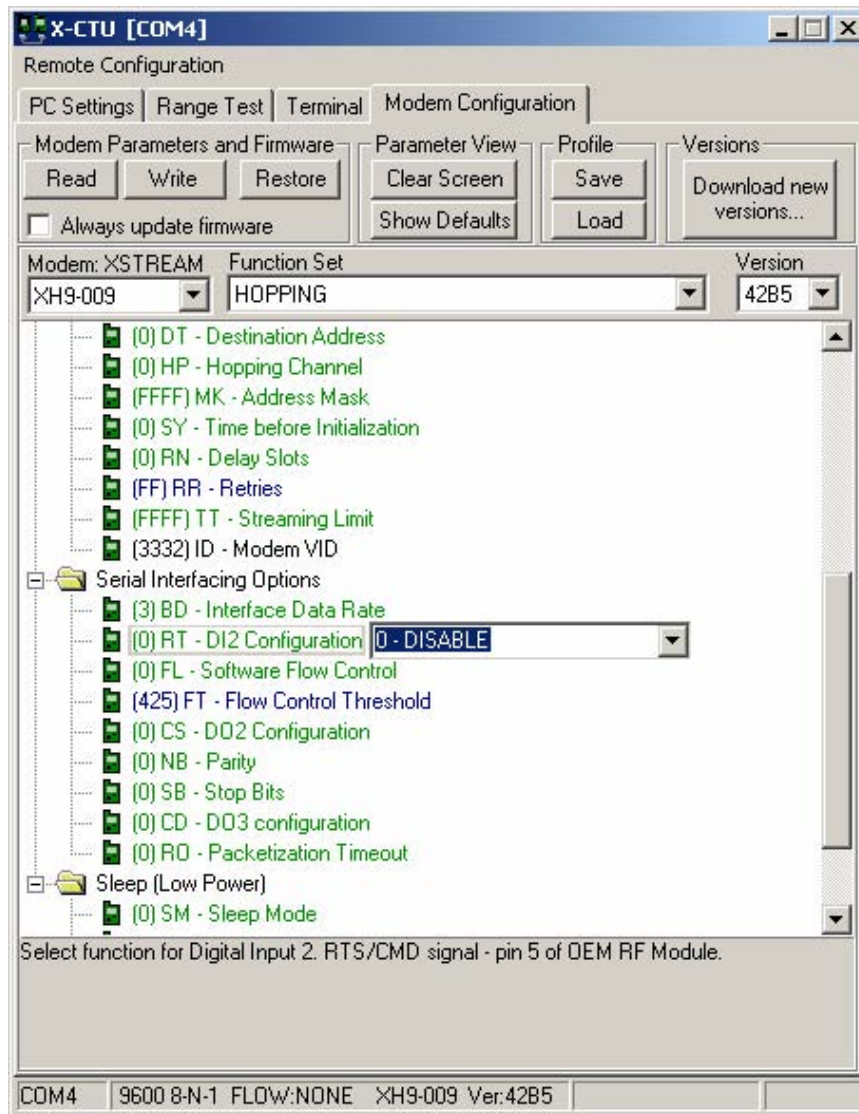 X-CTU [COM4]
Remote Configuration
PC Settings Range Test Terminal Modem Configuration
Modem Parameters and Firmware Parameter View Profile Versions
Read Write Restore Clear Screen Save Download new versions...
Always update firmware Show Defaults Load
Modem: XSTREAM Function Set Version
XH9-009 HOPPING 42B5
(0) DT - Destination Address
(0) HP - Hopping Channel
(FFFF) MK - Address Mask
(0) SY - Time before Initialization
(0) RN - Delay Slots
(FF) RR - Retries
(FFFF) TT - Streaming Limit
(3332) ID - Modem VID
Serial Interfacing Options
(3) BD - Interface Data Rate
(0) RT - DI2 Configuration 0 - DISABLE
(0) FL - Software Flow Control
(425) FT - Flow Control Threshold
(0) CS - DO2 Configuration
(0) NB - Parity
(0) SB - Stop Bits
(0) CD - DO3 configuration
(0) RO - Packetization Timeout
Sleep (Low Power)
(0) SM - Sleep Mode
Select function for Digital Input 2. RTS/CMD signal - pin 5 of OEM RF Module.
COM4 9600 8-N-1 FLOW:NONE XH9-009 Ver:42B5